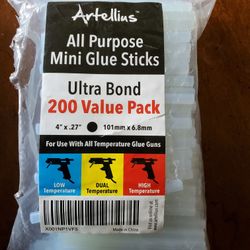 Artellius
All Purpose
Mini Glue Sticks
Ultra Bond
200 Value Pack
4" x .27" 101mm x 6.8mm
For Use With All Temperature Glue Guns
LOW
TEMPERATURE
DUAL
TEMPERATURE
HIGH
TEMPERATURE
X001NP1VF5
Made in China